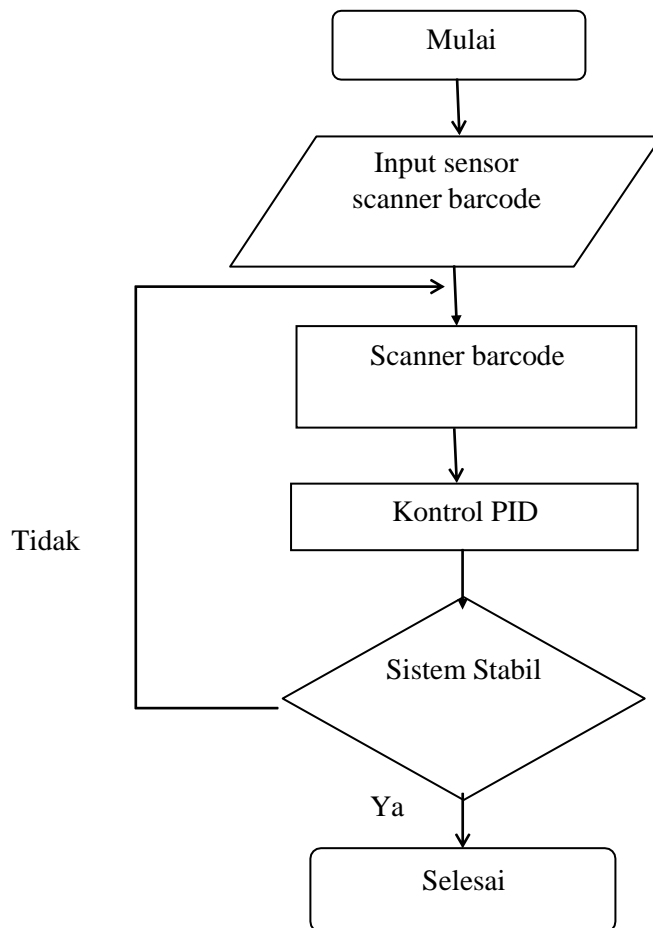 Mulai
Input sensor
scanner barcode
Scanner barcode
Kontrol PID
Tidak
Sistem Stabil
Ya
Selesai